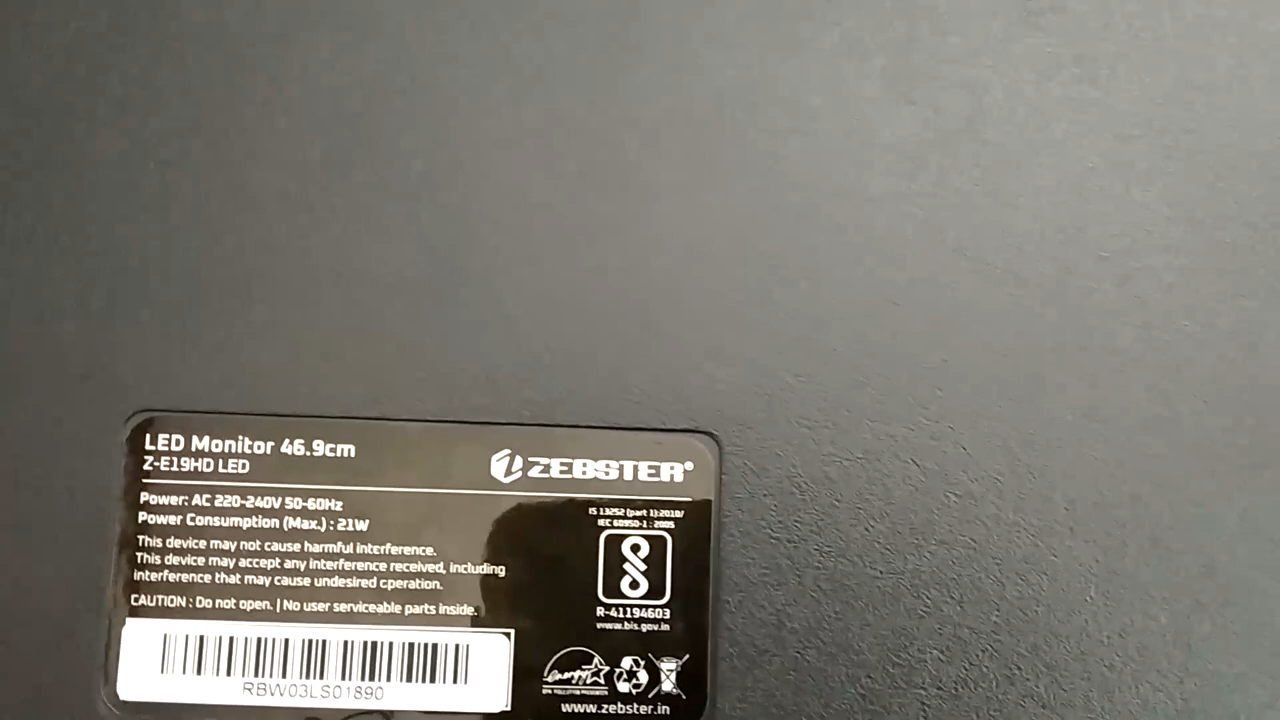 LED Monitor 46.9cm
Z-E19HD LED
ZEBSTER®
Power: AC 220-240V 50-60Hz
Power Consumption (Max.) : 21W
This device may not cause harmful interference.
This device may accept any interference received, including
interference that may cause undesired operation.
CAUTION : Do not open. | No user serviceable parts inside.
IS 13252 (part 1):2010/
IEC 60950-1 : 2005
R-41194603
www.bis.gov.in
RBW03LS01890
energy
www.zebster.in